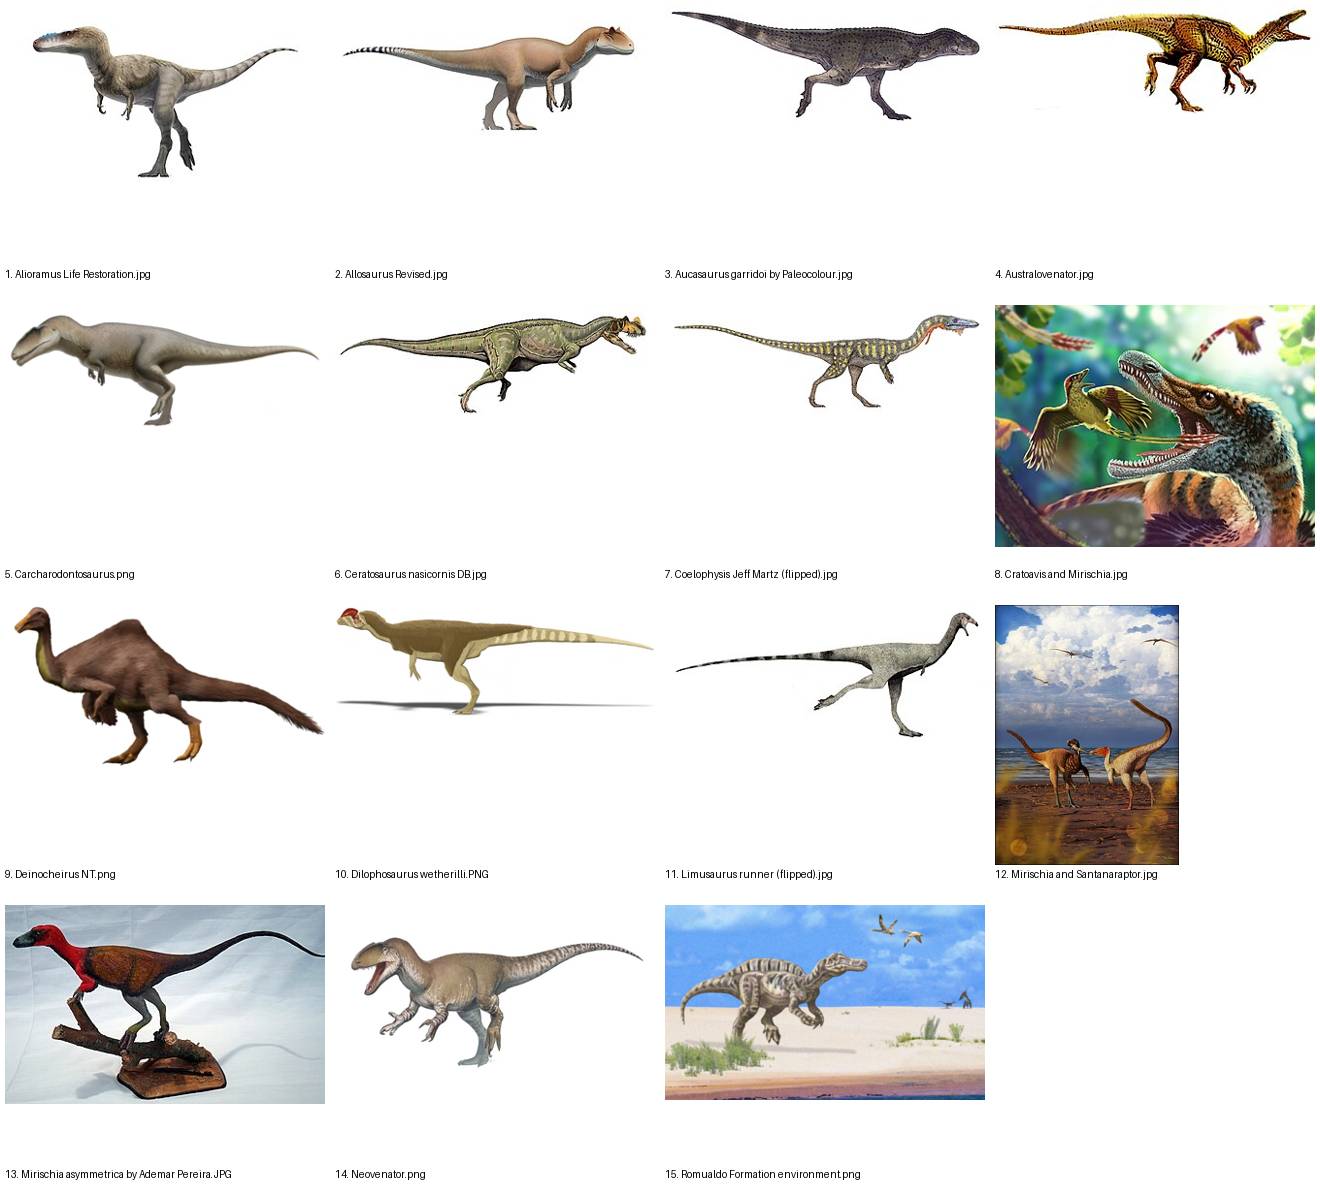 1. Alioramus Life Restoration.jpg
2. Allosaurus Revised.jpg
3. Aucasaurus garridoi by Paleocolour.jpg
4. Australovenator.jpg
5. Carcharodontosaurus.png
6. Ceratosaurus nasicornis DB.jpg
7. Coelophysis Jeff Martz (flipped).jpg
8. Cratoavis and Mirischia.jpg
9. Deinocheirus NT.png
10. Dilophosaurus wetherilli.PNG
11. Limusaurus runner (flipped).jpg
12. Mirischia and Santanaraptor.jpg
13. Mirischia asymmetrica by Ademar Pereira.JPG
14. Neovenator.png
15. Romualdo Formation environment.png